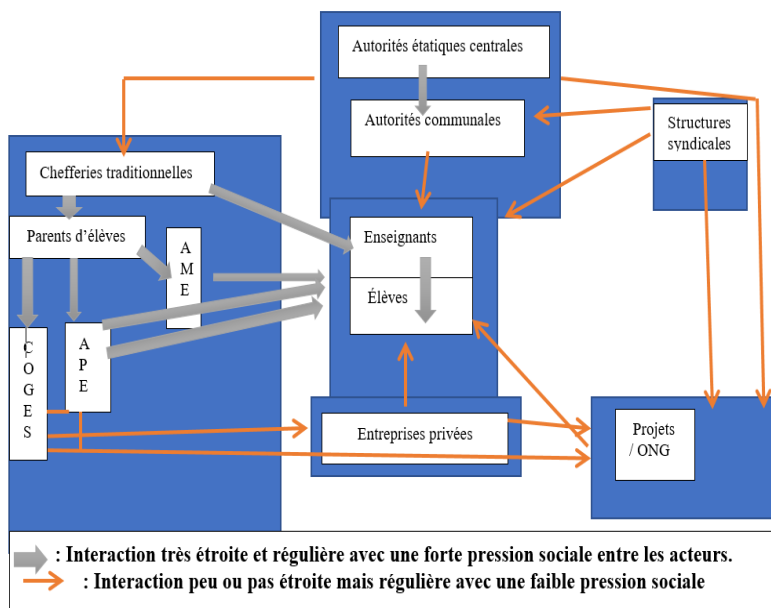 Autorités étatiques centrales
Autorités communales
Structures
syndicales
Chefferies traditionnelles
Parents d'élèves
A
M
E
Enseignants
Élèves
C
O
G
E
S
A
P
E
Entreprises privées
Projets
/ ONG
: Interaction très étroite et régulière avec une forte pression sociale entre les acteurs.
: Interaction peu ou pas étroite mais régulière avec une faible pression sociale